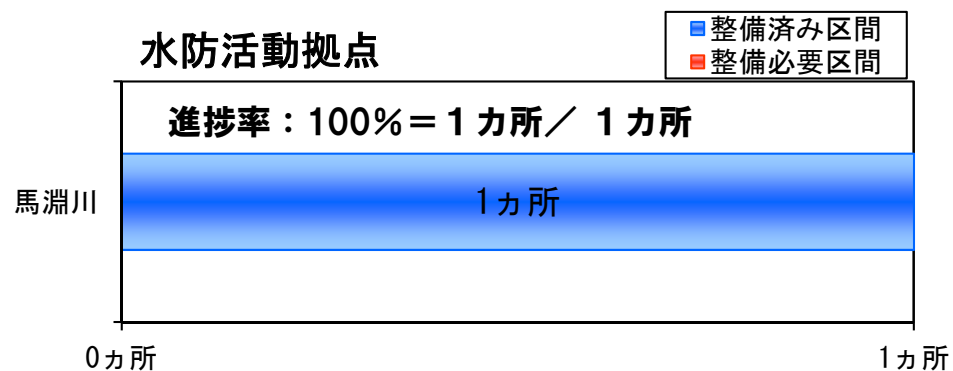 水防活動拠点
整備済み区間
整備必要区間
進捗率：100％＝１カ所／ １カ所
馬淵川
1ヵ所
0ヵ所
1ヵ所